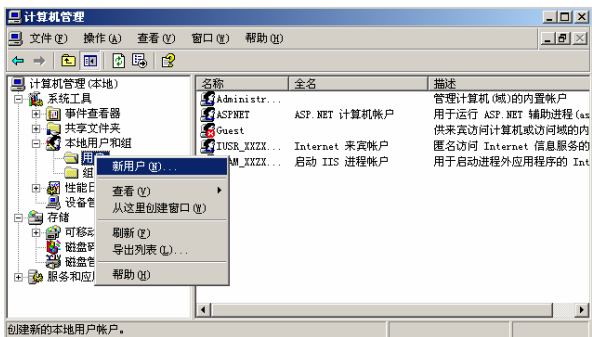 计算机管理
文件(F) 操作(A) 查看(V) 窗口(W) 帮助(H)
计算机管理(本地)
系统工具
事件查看器
共享文件夹
本地用户和组
用
组
性能日
设备管
存储
可移动
磁盘碎
磁盘管
服务和应用
新用户(N)...
查看(V)
从这里创建窗口(W)
刷新(F)
导出列表(L)...
帮助(H)
名称 全名 描述
Administr... 管理计算机(域)的内置帐户
ASPNET ASP.NET 计算机帐户 用于运行 ASP.NET 辅助进程(as
Guest 供来宾访问计算机或访问域的内
IUSR_XXZX... Internet 来宾帐户 匿名访问 Internet 信息服务的
AM_XXZX... 启动 IIS 进程帐户 用于启动进程外应用程序的 Int
创建新的本地用户帐户。